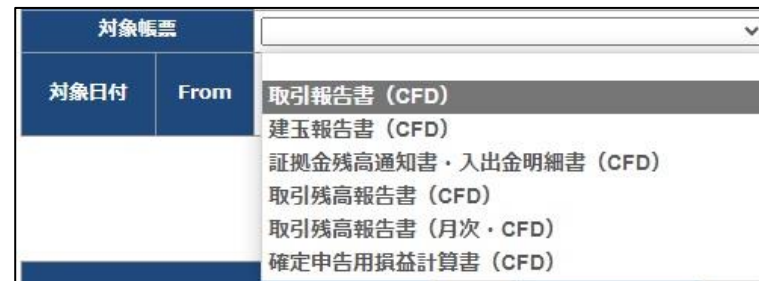 対象帳票
対象日付 From
取引報告書（CFD）
建玉報告書（CFD）
証拠金残高通知書・入出金明細書（CFD）
取引残高報告書（CFD）
取引残高報告書（月次・CFD）
確定申告用損益計算書（CFD）